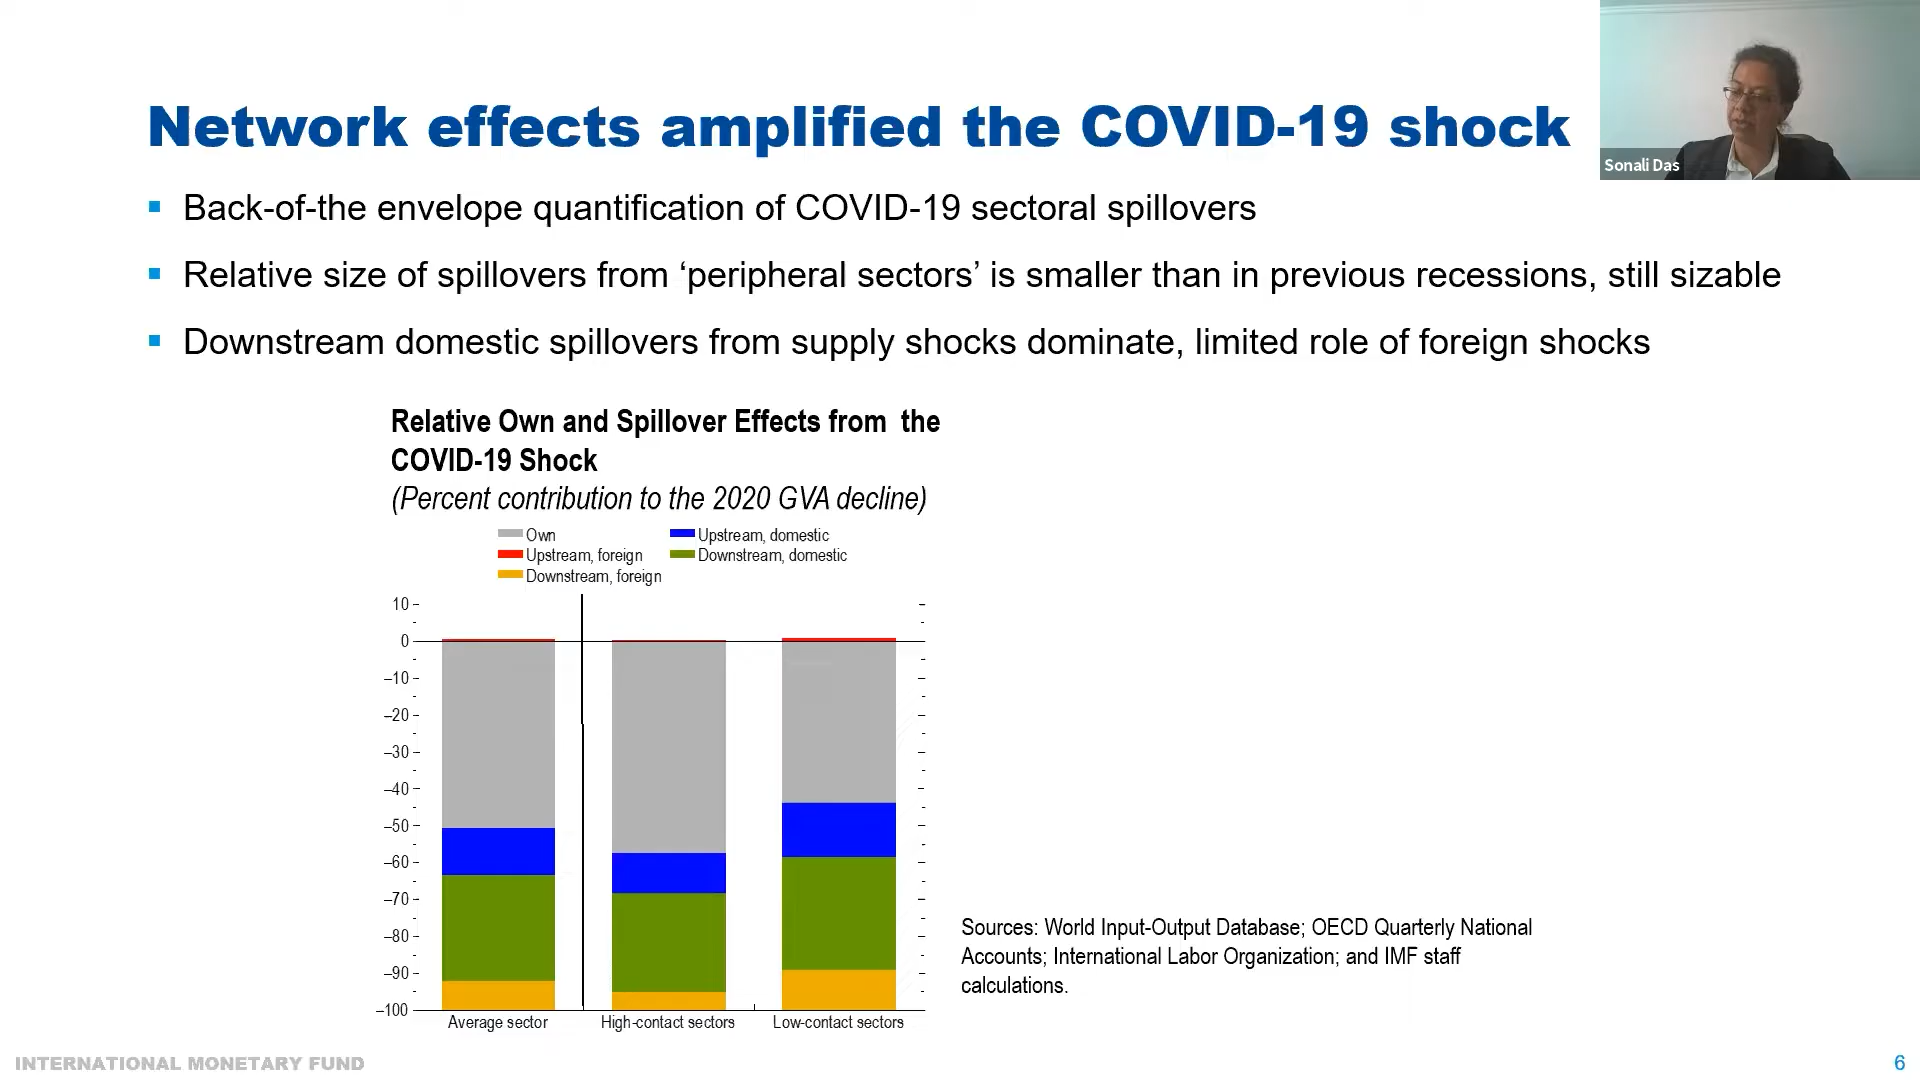 Network effects amplified the COVID-19 shock
Sonali Das
▪ Back-of-the envelope quantification of COVID-19 sectoral spillovers
▪ Relative size of spillovers from ‘peripheral sectors’ is smaller than in previous recessions, still sizable
▪ Downstream domestic spillovers from supply shocks dominate, limited role of foreign shocks
Relative Own and Spillover Effects from the
COVID-19 Shock
(Percent contribution to the 2020 GVA decline)
Own
Upstream, domestic
Upstream, foreign
Downstream, domestic
Downstream, foreign
10
0
–10
–20
–30
–40
–50
–60
–70
–80
–90
–100
Average sector
High-contact sectors
Low-contact sectors
Sources: World Input-Output Database; OECD Quarterly National
Accounts; International Labor Organization; and IMF staff
calculations.
INTERNATIONAL MONETARY FUND
6